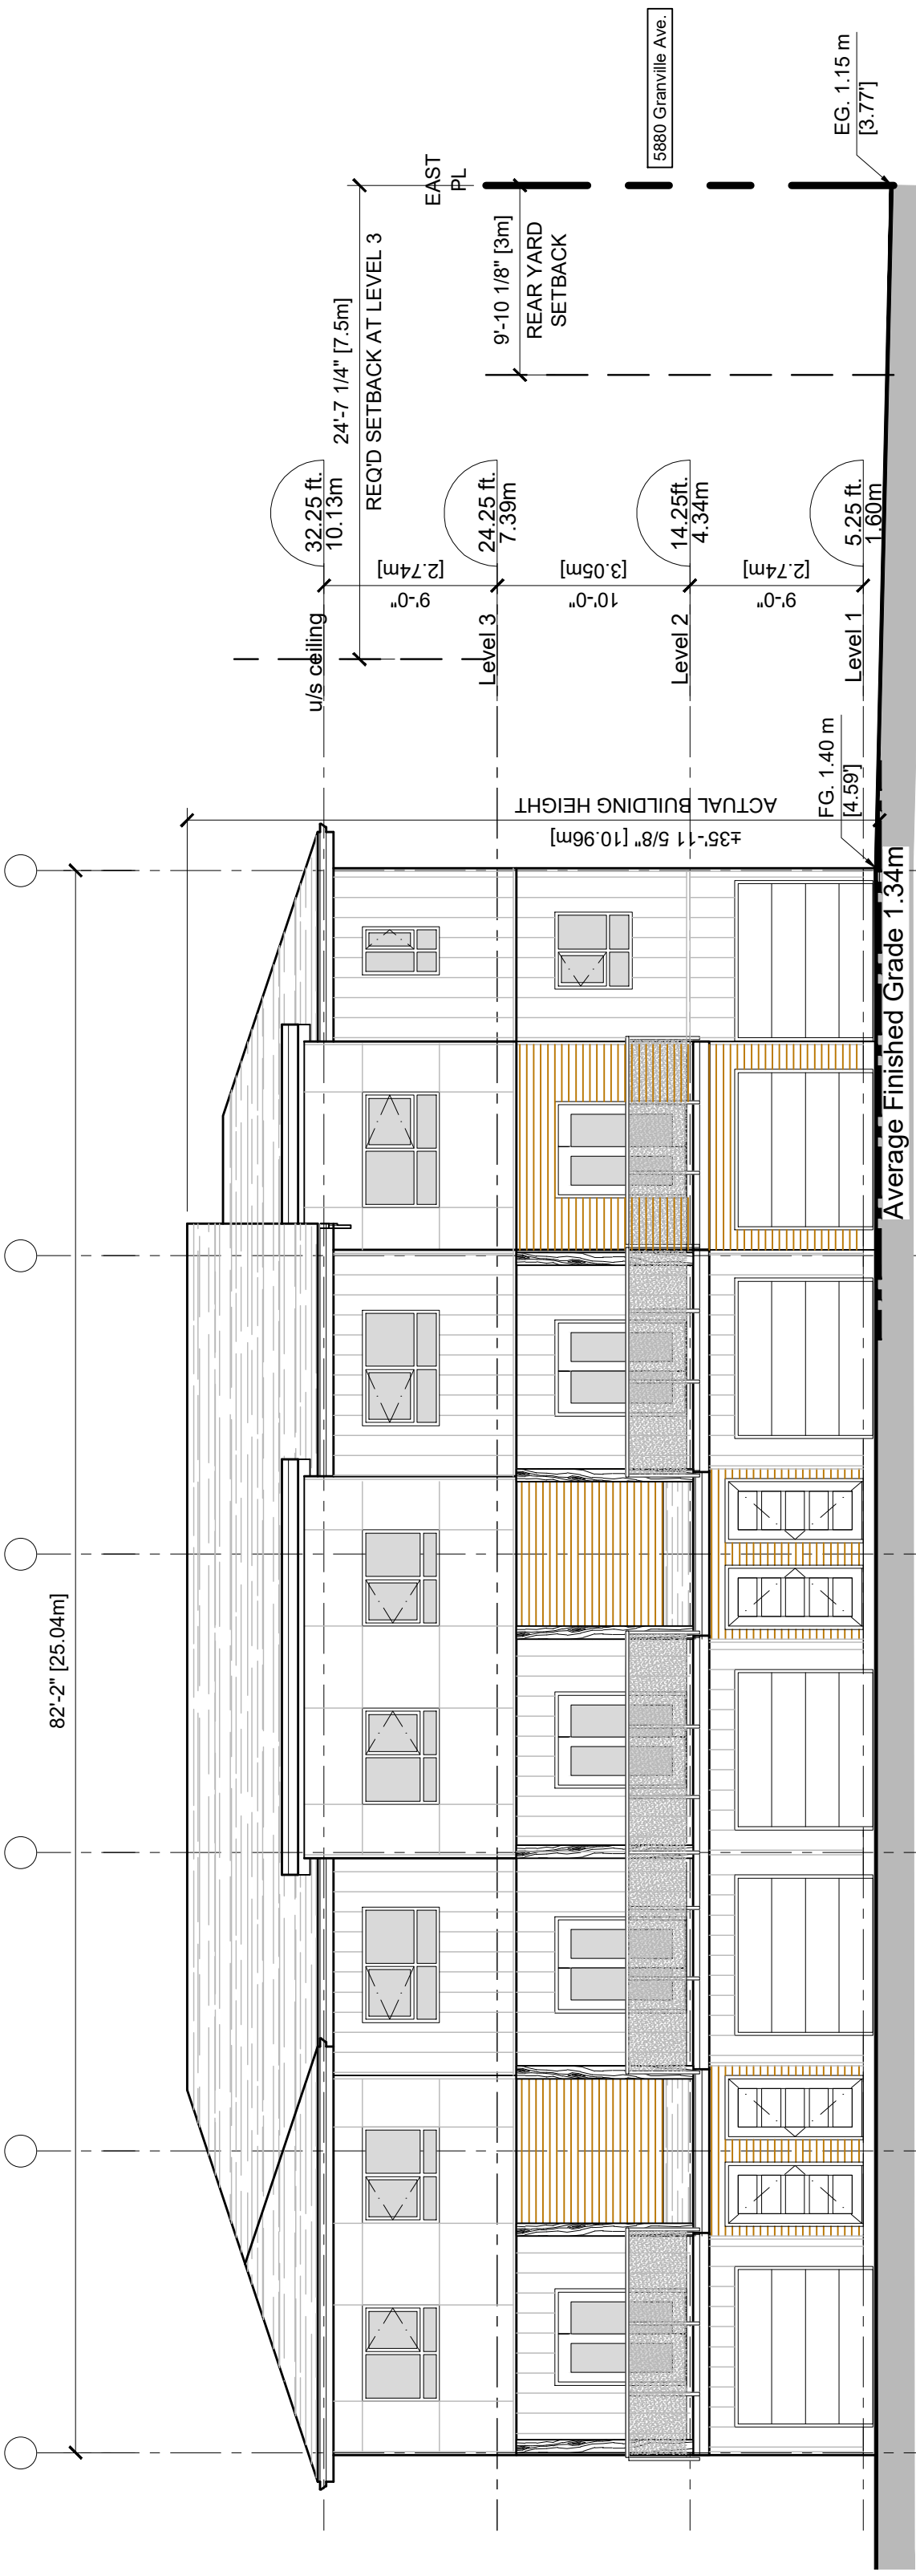 82'-2" [25.04m]
EAST
PL
24'-7 1/4" [7.5m]
REQ'D SETBACK AT LEVEL 3
9'-10 1/8" [3m]
REAR YARD
SETBACK
5880 Granville Ave.
EG. 1.15 m
[3.77']
u/s ceiling
32.25 ft.
10.13m
9'-0"
[2.74m]
Level 3
24.25 ft.
7.39m
10'-0"
[3.05m]
Level 2
14.25ft.
4.34m
9'-0"
[2.74m]
Level 1
5.25 ft.
1.60m
±35'-11 5/8" [10.96m]
ACTUAL BUILDING HEIGHT
FG. 1.40 m
[4.59']
Average Finished Grade 1.34m